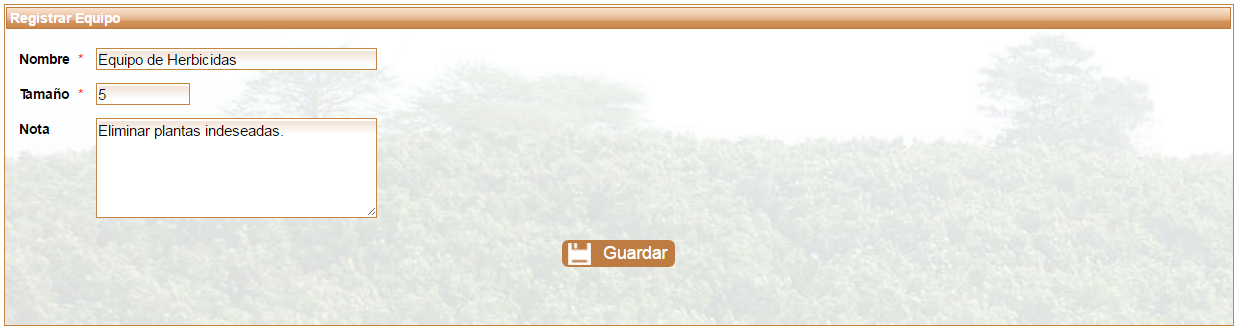 Registrar Equipo
Nombre * Equipo de Herbicidas
Tamaño * 5
Nota Eliminar plantas indeseadas.
Guardar